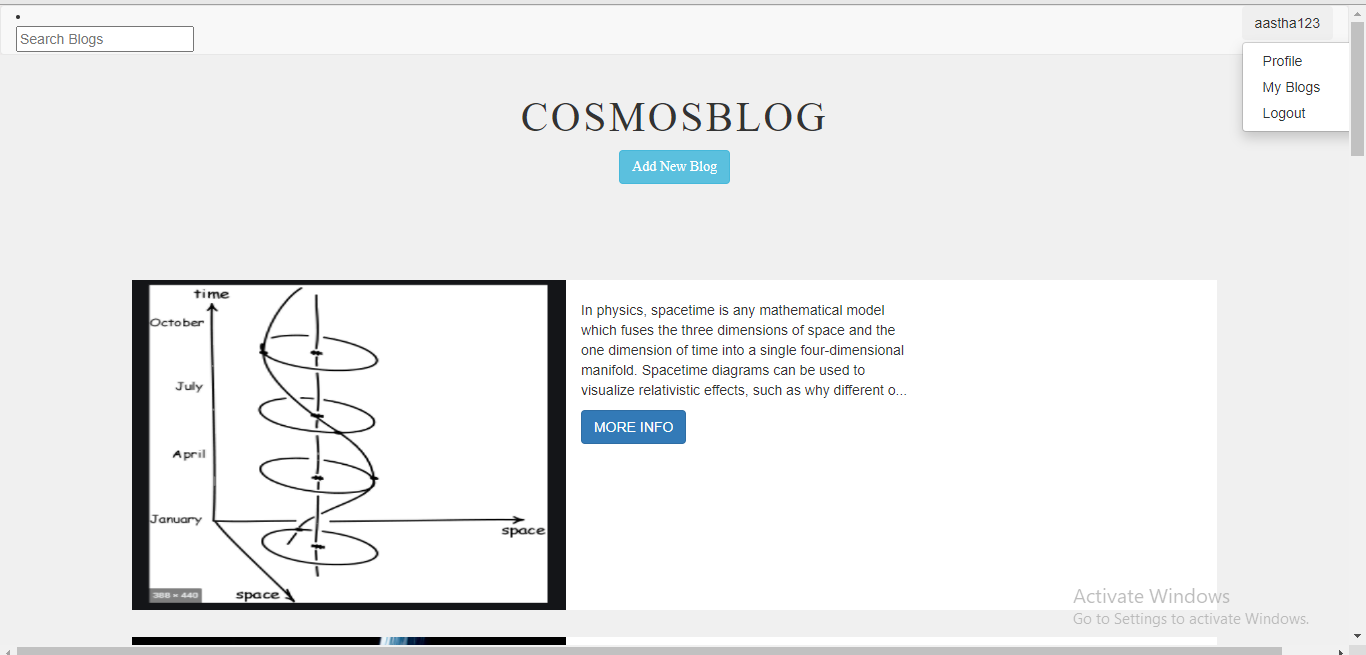 Search Blogs
aastha123
Profile
My Blogs
Logout
COSMOSBLOG
Add New Blog
time
October
July
April
January
space
space
388 × 440
In physics, spacetime is any mathematical model
which fuses the three dimensions of space and the
one dimension of time into a single four-dimensional
manifold. Spacetime diagrams can be used to
visualize relativistic effects, such as why different o...
MORE INFO
Activate Windows
Go to Settings to activate Windows.